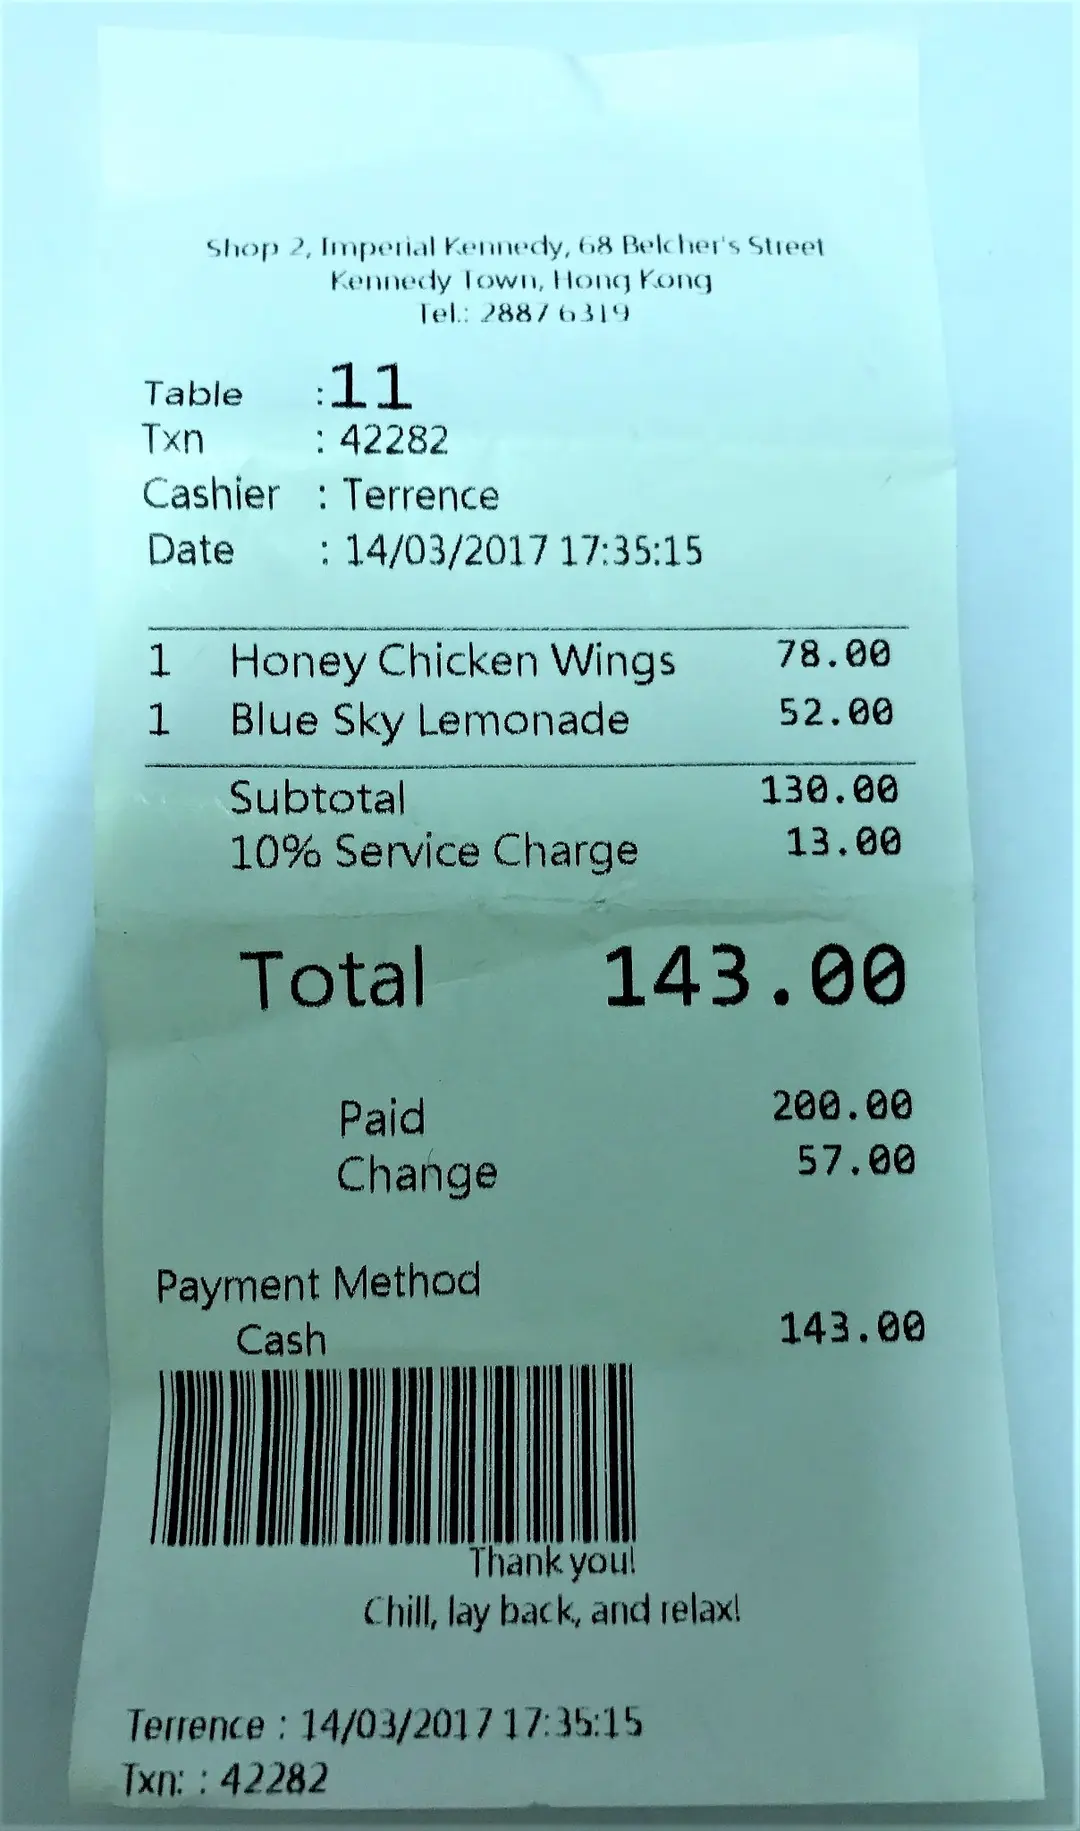 Shop 2, Imperial Kennedy, 68 Belcher's Street
Kennedy Town, Hong Kong
Tel.: 2887 6319
Table :11
Txn : 42282
Cashier : Terrence
Date : 14/03/2017 17:35:15
1 Honey Chicken Wings 78.00
1 Blue Sky Lemonade 52.00
Subtotal 130.00
10% Service Charge 13.00
Total 143.00
Paid 200.00
Change 57.00
Payment Method
Cash 143.00
Thank you!
Chill, lay back, and relax!
Terrence : 14/03/2017 17:35:15
Txn: : 42282